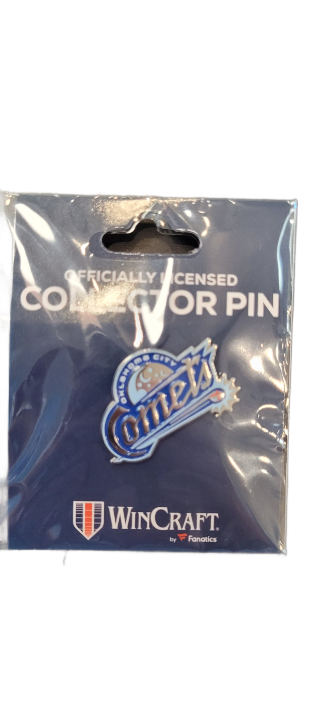 OFFICIALLY LICENSED
COLLECTOR PIN
OKLAHOMA CITY
Comets
WINCRAFT®
by Fanatics